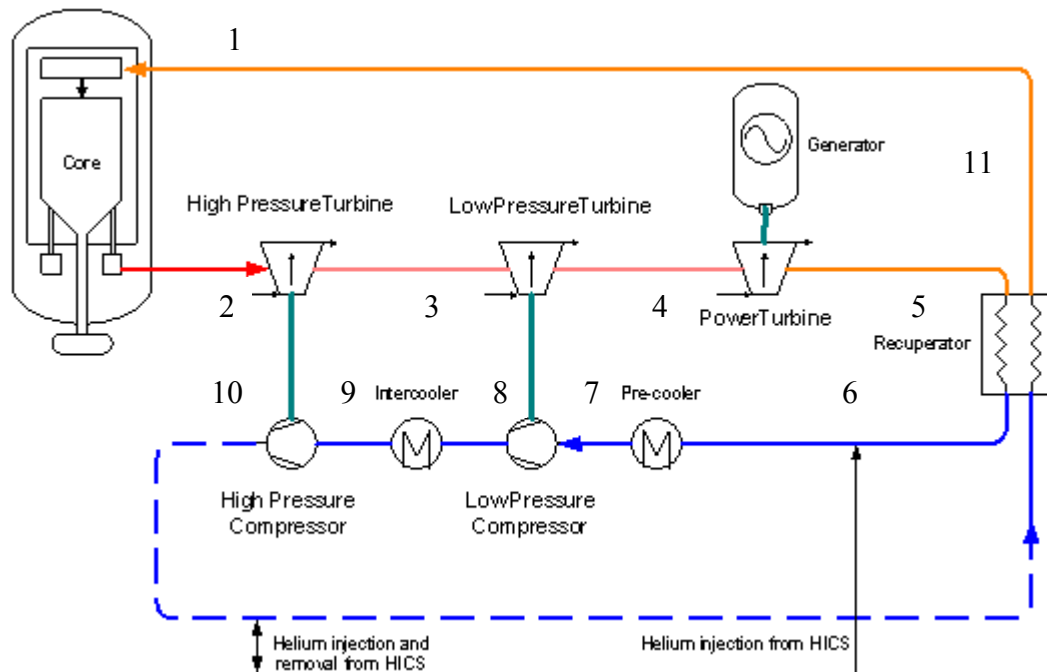 1
Core
Generator
11
High PressureTurbine
LowPressureTurbine
2
3
4
PowerTurbine
5
Recuperator
10
9
Intercooler
8
7
Pre-cooler
6
High Pressure
Compressor
LowPressure
Compressor
Helium injection and
removal from HICS
Helium injection from HICS